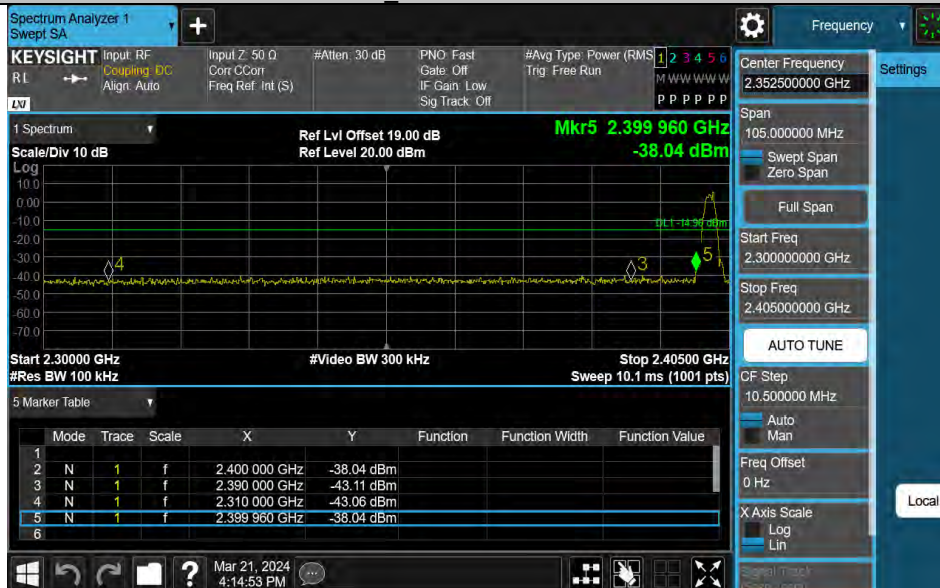 Spectrum Analyzer 1
Swept SA
+
Frequency
KEYSIGHT
RL
LXI
Input: RF
Coupling: DC
Align: Auto
Input Z: 50 Ω
Corr CCorr
Freq Ref: Int (S)
#Atten: 30 dB
PNO: Fast
Gate: Off
IF Gain: Low
Sig Track: Off
#Avg Type: Power (RMS
Trig: Free Run
1 2 3 4 5 6
M W W W W W
P P P P P P
1 Spectrum
Scale/Div 10 dB
Ref Lvl Offset 19.00 dB
Ref Level 20.00 dBm
Mkr5 2.399 960 GHz
-38.04 dBm
Log
10.0
0.00
-10.0
-20.0
-30.0
-40.0
-50.0
-60.0
-70.0
DL1 -14.96 dBm
4
3
5
Start 2.30000 GHz
#Res BW 100 kHz
#Video BW 300 kHz
Stop 2.40500 GHz
Sweep 10.1 ms (1001 pts)
5 Marker Table
Mode Trace Scale X Y Function Function Width Function Value
1
2 N 1 f 2.400 000 GHz -38.04 dBm
3 N 1 f 2.390 000 GHz -43.11 dBm
4 N 1 f 2.310 000 GHz -43.06 dBm
5 N 1 f 2.399 960 GHz -38.04 dBm
6
?
Mar 21, 2024
4:14:53 PM
Center Frequency
2.352500000 GHz
Settings
Span
105.000000 MHz
Swept Span
Zero Span
Full Span
Start Freq
2.300000000 GHz
Stop Freq
2.405000000 GHz
AUTO TUNE
CF Step
10.500000 MHz
Auto
Man
Freq Offset
0 Hz
Local
X Axis Scale
Log
Lin
Signal Track